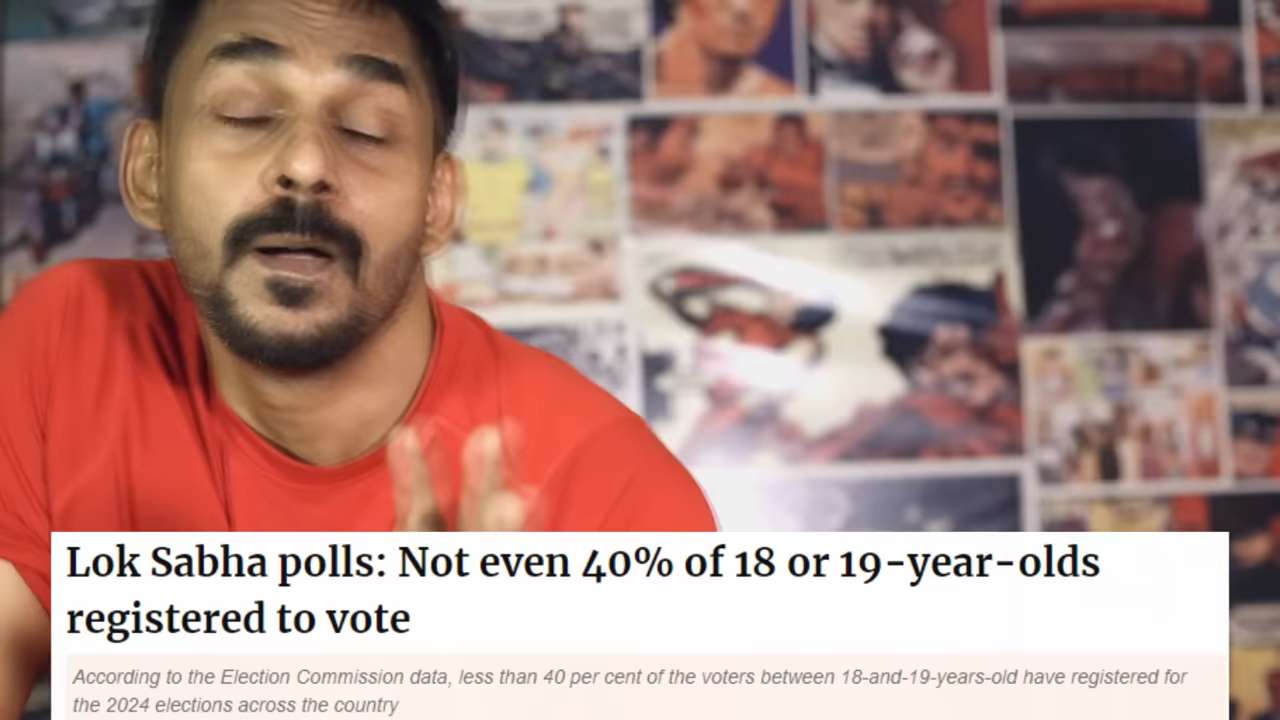 Lok Sabha polls: Not even 40% of 18 or 19-year-olds
registered to vote
According to the Election Commission data, less than 40 per cent of the voters between 18-and-19-years-old have registered for
the 2024 elections across the country